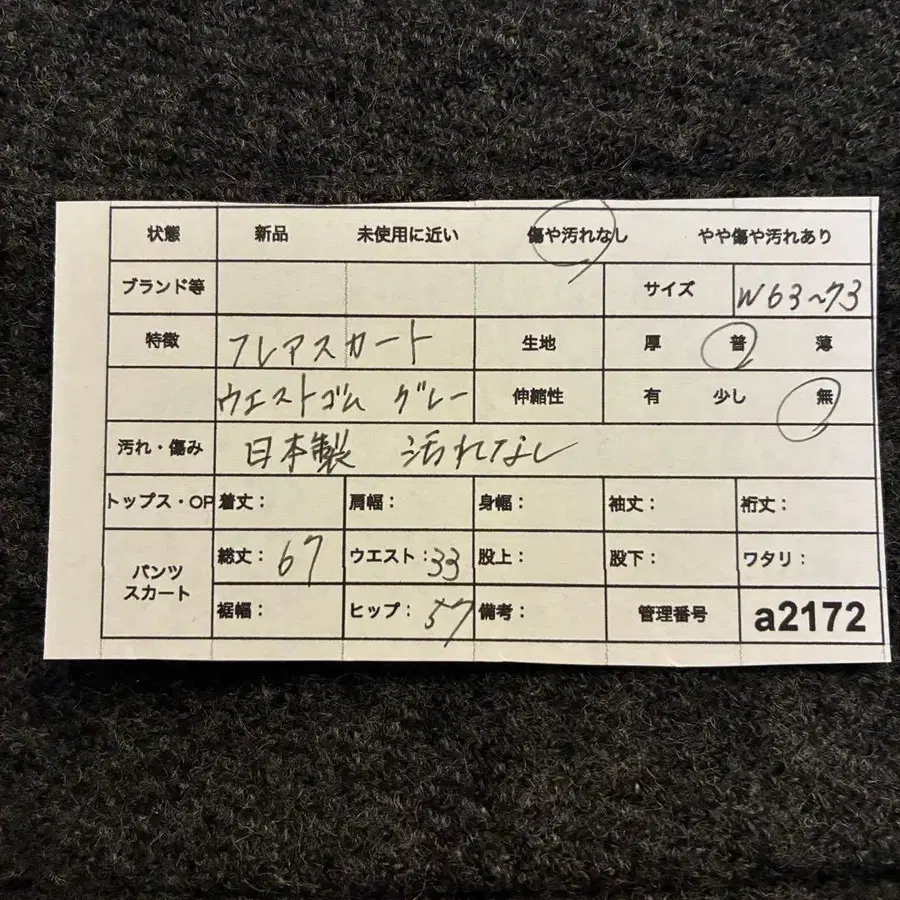 状態 新品 未使用に近い 傷や汚れなし やや傷や汚れあり
ブランド等 サイズ W63~73
特徴 フレアスカート 生地 厚 普 薄
ウエストゴム グレー 伸縮性 有 少し 無
汚れ・傷み 日本製 汚れなし
トップス・OP 着丈： 肩幅： 身幅： 袖丈： 裄丈：
パンツ スカート 総丈：67 ウエスト：33 股上： 股下： ワタリ：
裾幅： ヒップ：57 備考： 管理番号 a2172